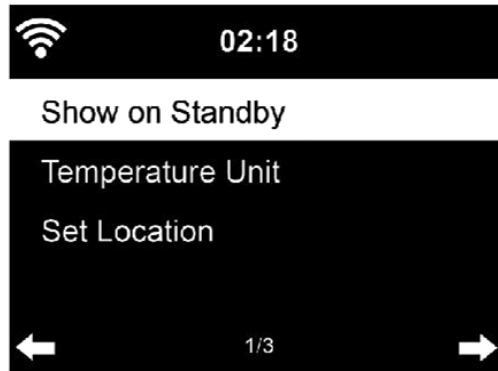 02:18
Show on Standby
Temperature Unit
Set Location
1/3